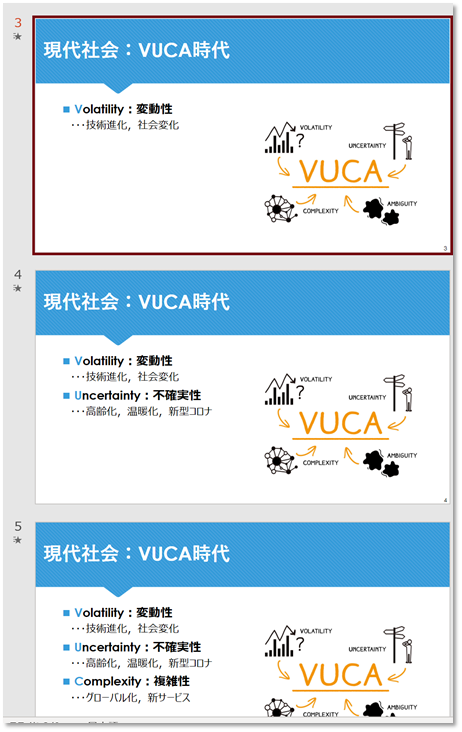 3
現代社会：VUCA時代
Volatility：変動性
･･･技術進化，社会変化
VOLATILITY
?
UNCERTAINTY
VUCA
COMPLEXITY
AMBIGUITY
3
4
現代社会：VUCA時代
Volatility：変動性
･･･技術進化，社会変化
Uncertainty：不確実性
･･･高齢化，温暖化，新型コロナ
VOLATILITY
?
UNCERTAINTY
VUCA
COMPLEXITY
AMBIGUITY
4
5
現代社会：VUCA時代
Volatility：変動性
･･･技術進化，社会変化
Uncertainty：不確実性
･･･高齢化，温暖化，新型コロナ
Complexity：複雑性
･･･グローバル化，新サービス
VOLATILITY
?
UNCERTAINTY
VUCA
COMPLEXITY
AMBIGUITY